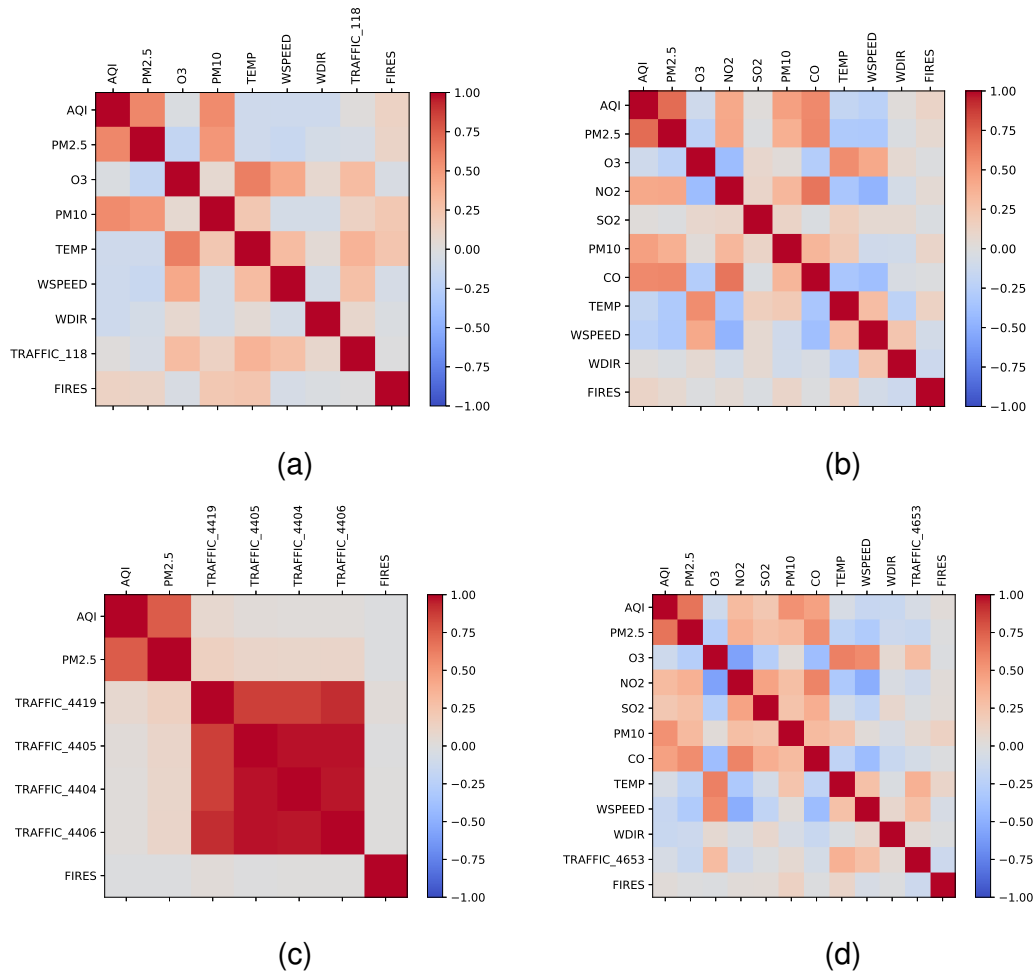 AQI PM2.5 O3 PM10 TEMP WSPEED WDIR TRAFFIC_118 FIRES
AQI
PM2.5
O3
PM10
TEMP
WSPEED
WDIR
TRAFFIC_118
FIRES
1.00
0.75
0.50
0.25
0.00
−0.25
−0.50
−0.75
−1.00
(a)
AQI PM2.5 O3 NO2 SO2 PM10 CO TEMP WSPEED WDIR FIRES
AQI
PM2.5
O3
NO2
SO2
PM10
CO
TEMP
WSPEED
WDIR
FIRES
1.00
0.75
0.50
0.25
0.00
−0.25
−0.50
−0.75
−1.00
(b)
AQI PM2.5 TRAFFIC_4419 TRAFFIC_4405 TRAFFIC_4404 TRAFFIC_4406 FIRES
AQI
PM2.5
TRAFFIC_4419
TRAFFIC_4405
TRAFFIC_4404
TRAFFIC_4406
FIRES
1.00
0.75
0.50
0.25
0.00
−0.25
−0.50
−0.75
−1.00
(c)
AQI PM2.5 O3 NO2 SO2 PM10 CO TEMP WSPEED WDIR TRAFFIC_4653 FIRES
AQI
PM2.5
O3
NO2
SO2
PM10
CO
TEMP
WSPEED
WDIR
TRAFFIC_4653
FIRES
1.00
0.75
0.50
0.25
0.00
−0.25
−0.50
−0.75
−1.00
(d)